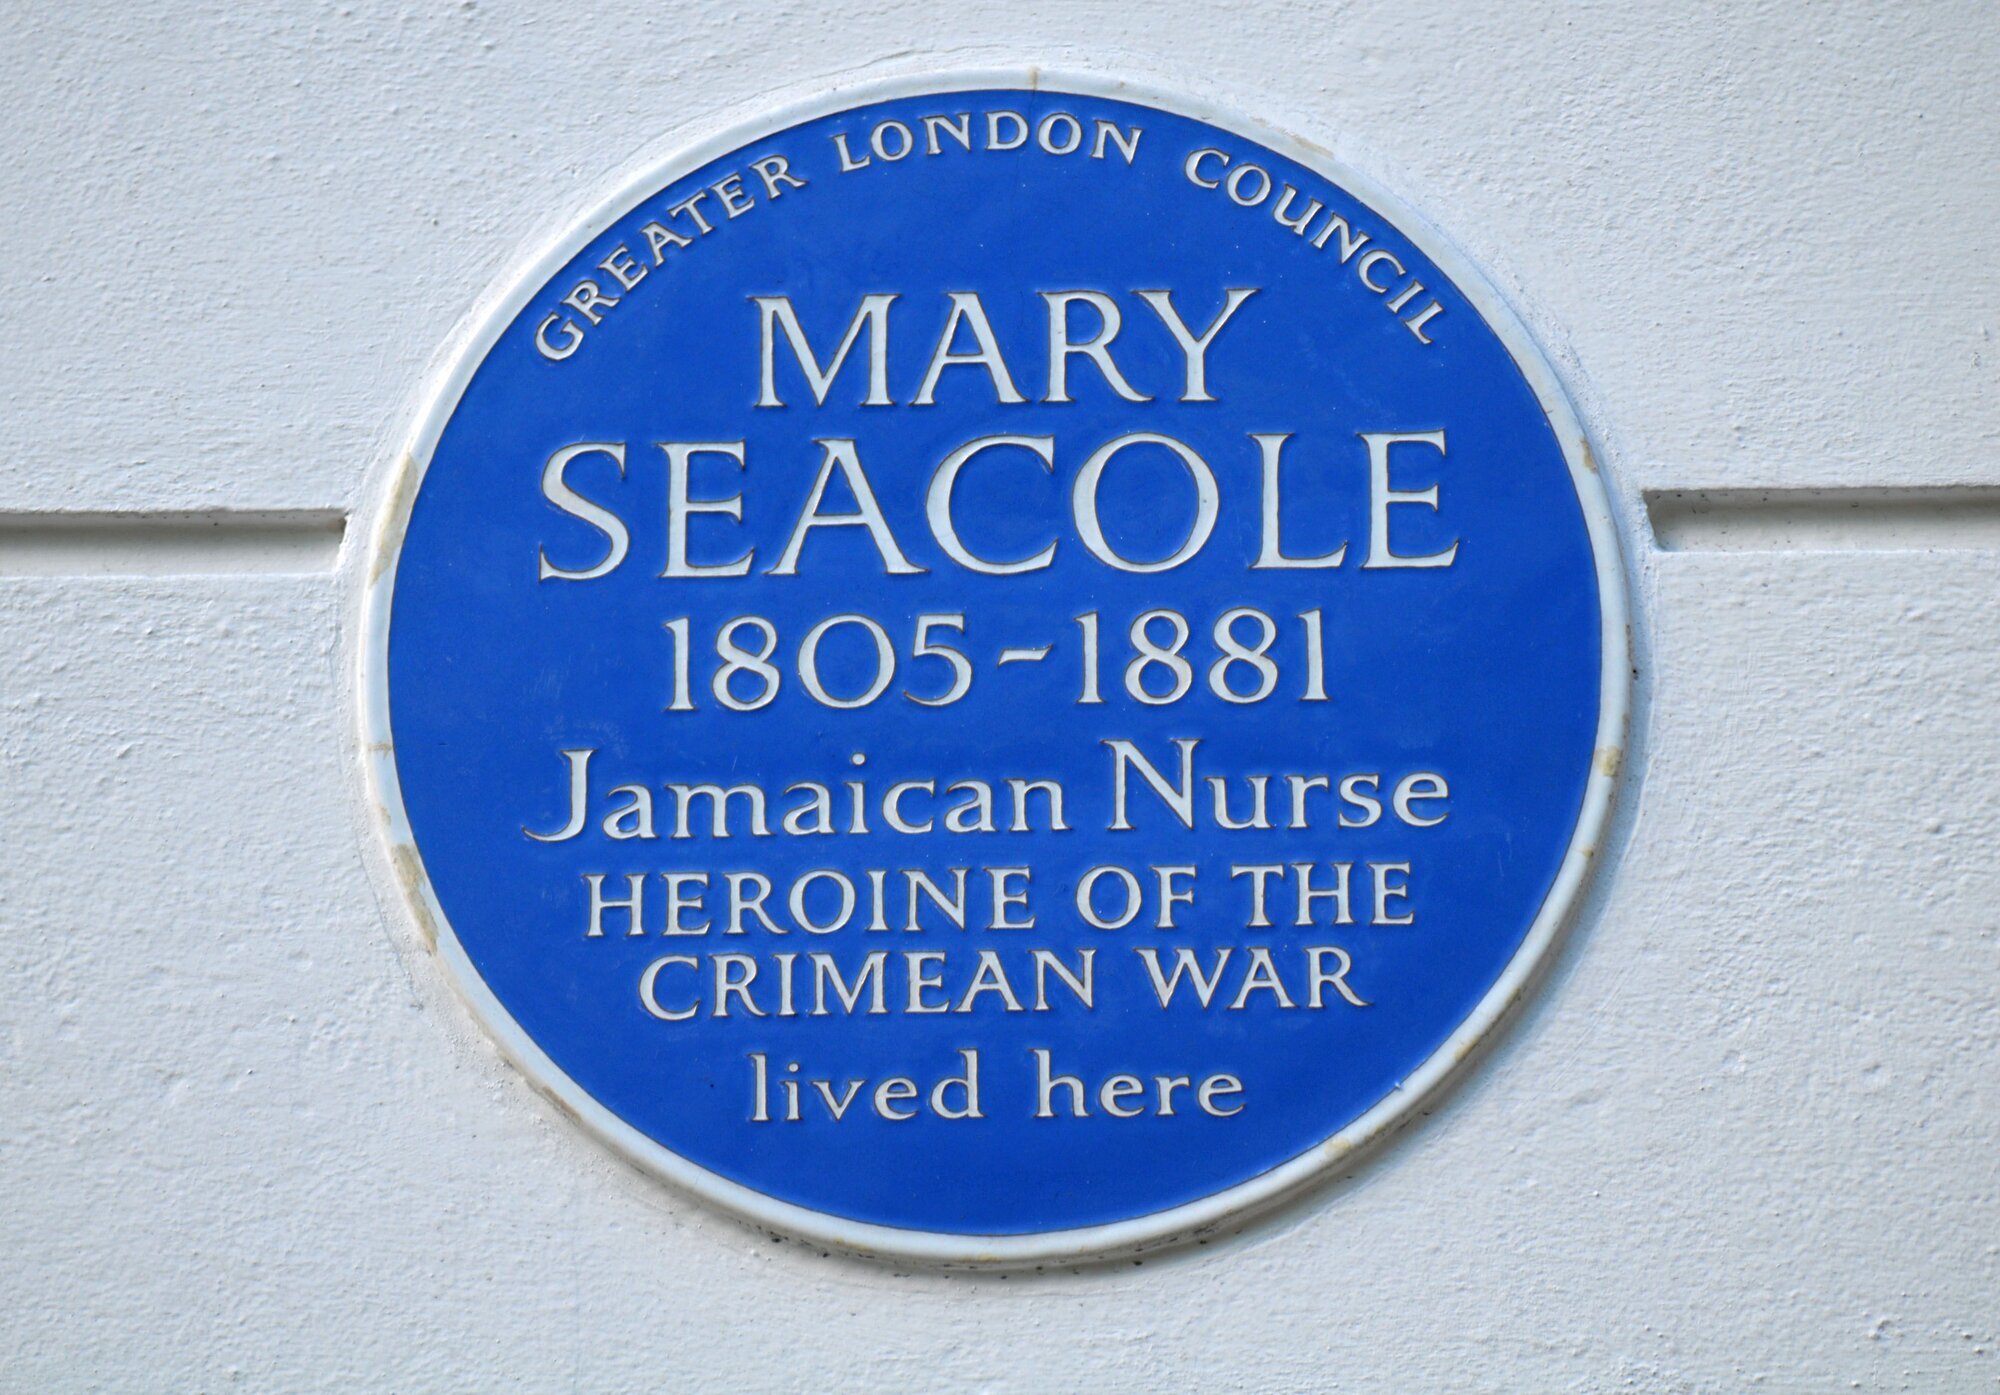 GREATER LONDON COUNCIL
MARY
SEACOLE
1805-1881
Jamaican Nurse
HEROINE OF THE
CRIMEAN WAR
lived here